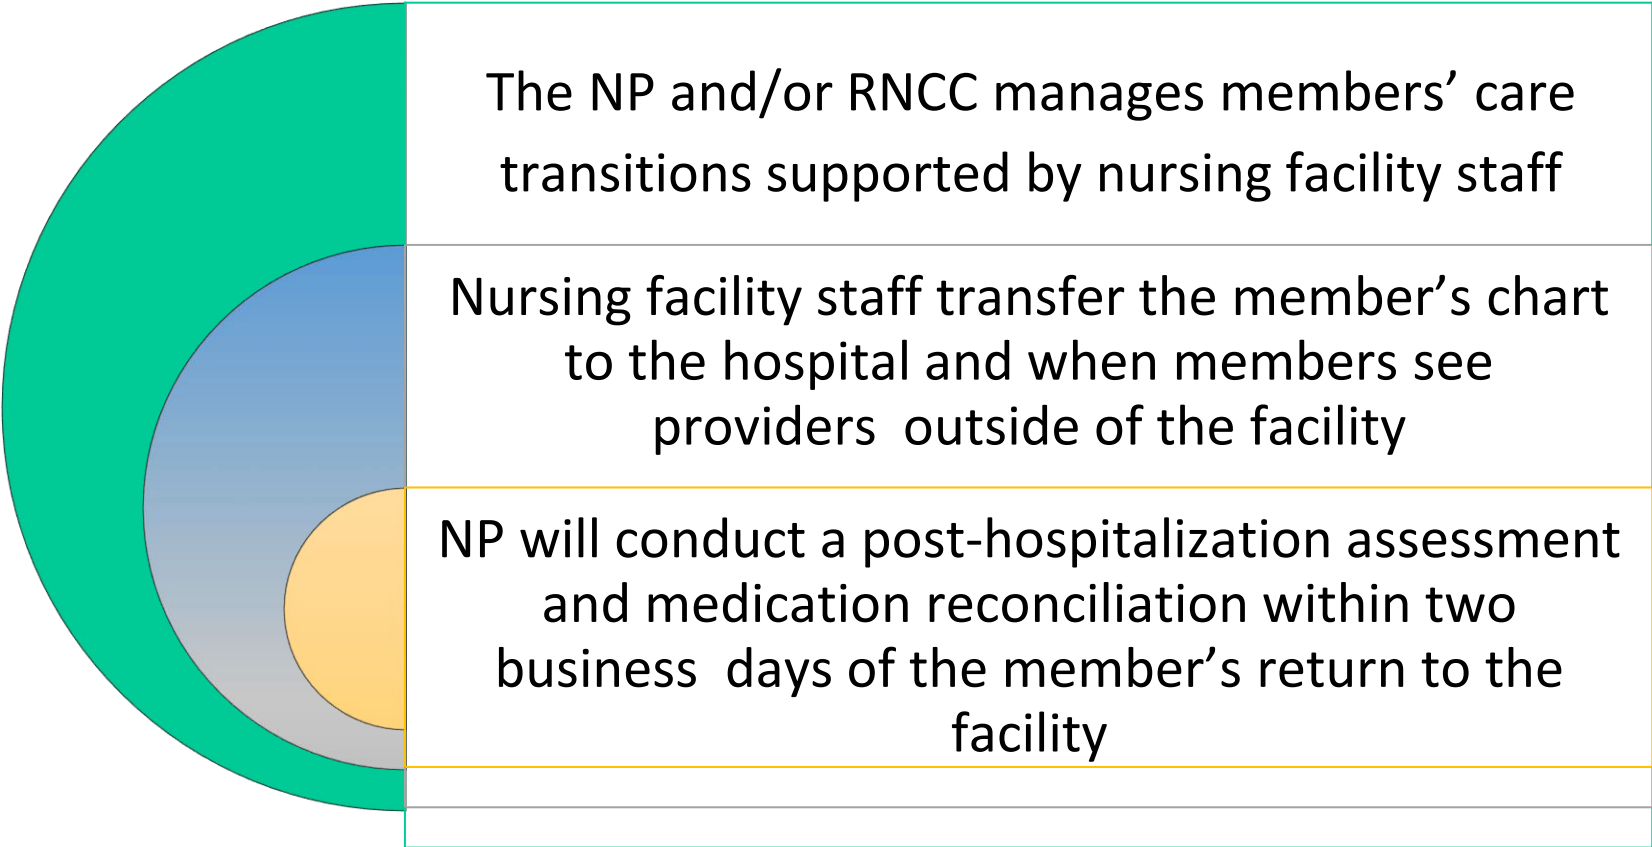 The NP and/or RNCC manages members’ care
transitions supported by nursing facility staff
Nursing facility staff transfer the member’s chart
to the hospital and when members see
providers  outside of the facility
NP will conduct a post-hospitalization assessment
and medication reconciliation within two
business  days of the member’s return to the
facility